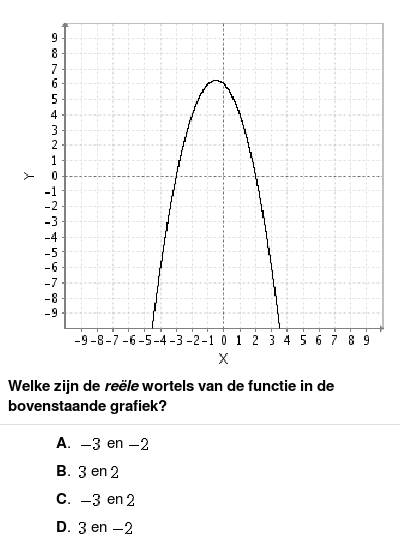 9
8
7
6
5
4
3
2
1
0
-1
-2
-3
-4
-5
-6
-7
-8
-9
Y
-9 -8 -7 -6 -5 -4 -3 -2 -1 0 1 2 3 4 5 6 7 8 9
X
Welke zijn de reële wortels van de functie in de
bovenstaande grafiek?
A. −3 en −2
B. 3 en 2
C. −3 en 2
D. 3 en −2